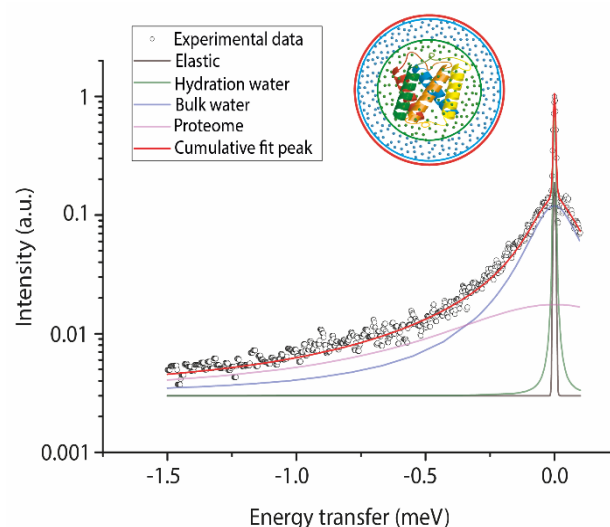 Experimental data
Elastic
Hydration water
Bulk water
Proteome
Cumulative fit peak
1
0.1
0.01
0.001
Intensity (a.u.)
-1.5
-1.0
-0.5
0.0
Energy transfer (meV)